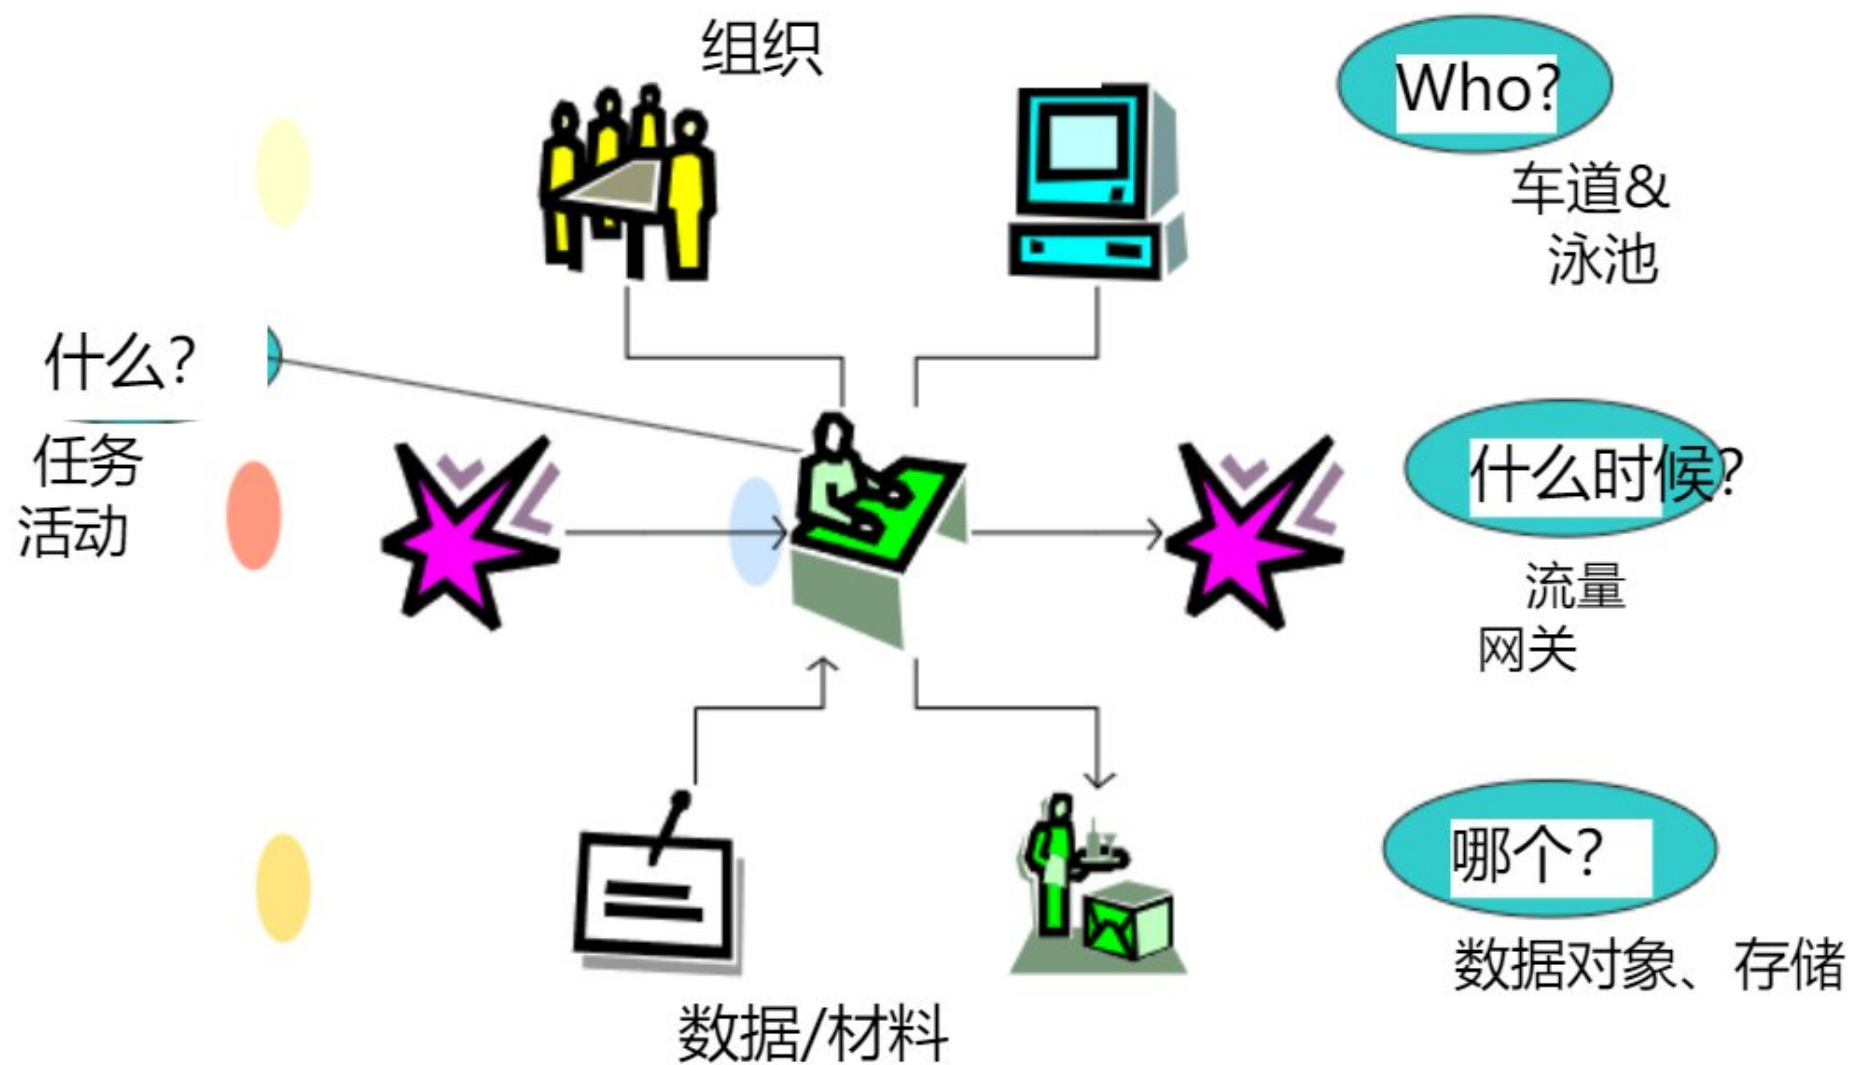 组织
Who?
车道&
泳池
什么?
任务
活动
什么时候?
流量
网关
哪个?
数据对象、存储
数据/材料